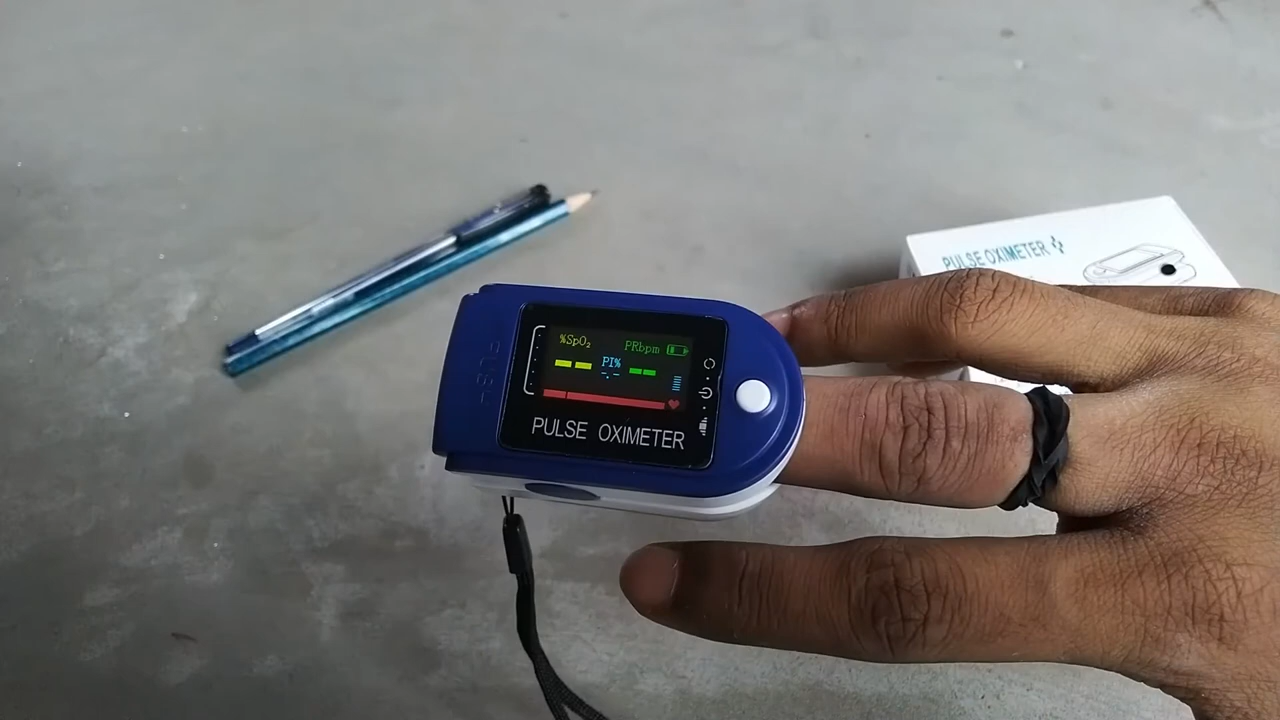 PULSE OXIMETER
%SpO₂
PRbpm
-- PI% --
-.-
PULSE OXIMETER